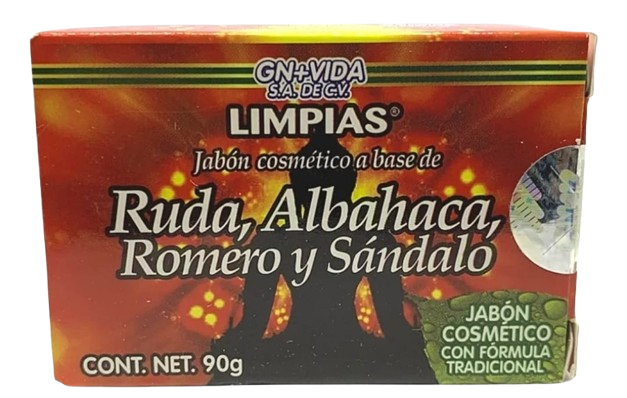 GN+VIDA
S.A. DE C.V.
LIMPIAS®
Jabón cosmético a base de
Ruda, Albahaca,
Romero y Sándalo
JABÓN
COSMÉTICO
CON FÓRMULA
TRADICIONAL
CONT. NET. 90g